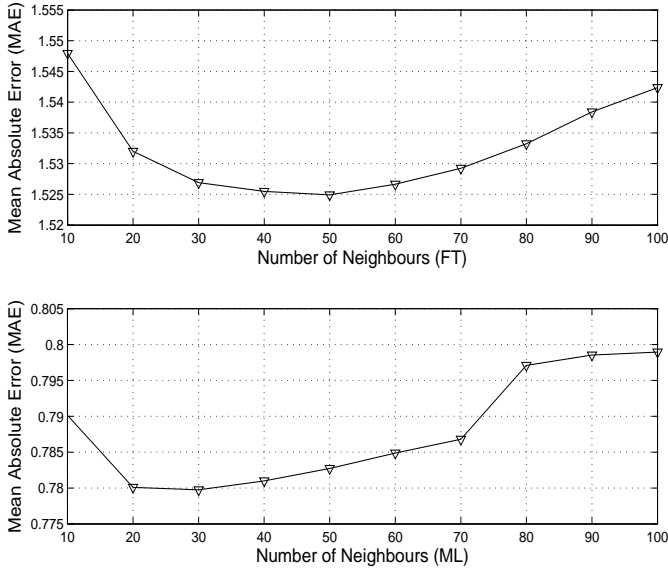 1.555
1.55
1.545
1.54
1.535
1.53
1.525
1.52
Mean Absolute Error (MAE)
10 20 30 40 50 60 70 80 90 100
Number of Neighbours (FT)
0.805
0.8
0.795
0.79
0.785
0.78
0.775
Mean Absolute Error (MAE)
10 20 30 40 50 60 70 80 90 100
Number of Neighbours (ML)